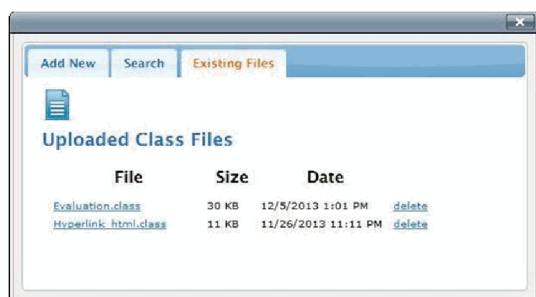 Add New Search Existing Files
Uploaded Class Files
File Size Date
Evaluation.class 30 KB 12/5/2013 1:01 PM delete
Hyperlink_html.class 11 KB 11/26/2013 11:11 PM delete